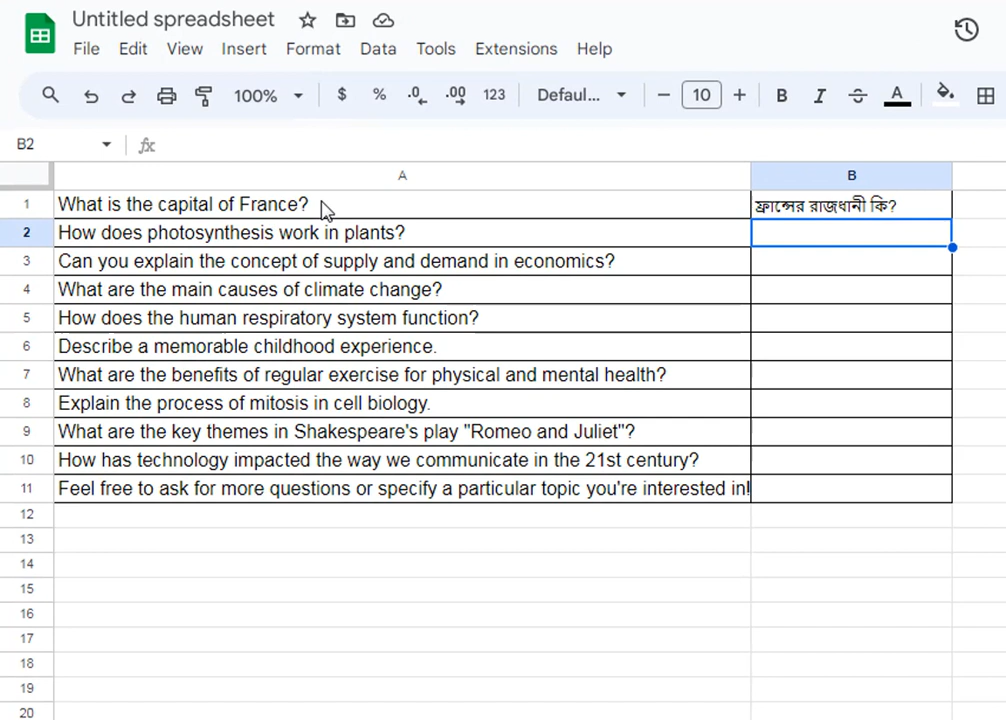 Untitled spreadsheet
File Edit View Insert Format Data Tools Extensions Help
100% $ % .0 .00 123 Defaul... − 10 + B I S A
B2 fx
A B
1 What is the capital of France? ফ্রান্সের রাজধানী কি?
2 How does photosynthesis work in plants?
3 Can you explain the concept of supply and demand in economics?
4 What are the main causes of climate change?
5 How does the human respiratory system function?
6 Describe a memorable childhood experience.
7 What are the benefits of regular exercise for physical and mental health?
8 Explain the process of mitosis in cell biology.
9 What are the key themes in Shakespeare's play "Romeo and Juliet"?
10 How has technology impacted the way we communicate in the 21st century?
11 Feel free to ask for more questions or specify a particular topic you're interested in!
12
13
14
15
16
17
18
19
20